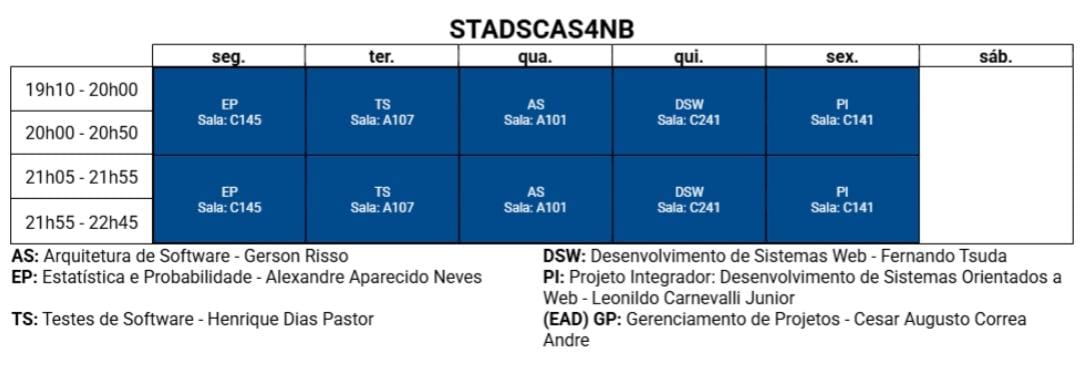 STADSCAS4NB
seg. ter. qua. qui. sex. sáb.
19h10 - 20h00
20h00 - 20h50
EP TS AS DSW PI
Sala: C145 Sala: A107 Sala: A101 Sala: C241 Sala: C141
21h05 - 21h55
21h55 - 22h45
EP TS AS DSW PI
Sala: C145 Sala: A107 Sala: A101 Sala: C241 Sala: C141
AS: Arquitetura de Software - Gerson Risso
EP: Estatística e Probabilidade - Alexandre Aparecido Neves
TS: Testes de Software - Henrique Dias Pastor
DSW: Desenvolvimento de Sistemas Web - Fernando Tsuda
PI: Projeto Integrador: Desenvolvimento de Sistemas Orientados a
Web - Leonildo Carnevalli Junior
(EAD) GP: Gerenciamento de Projetos - Cesar Augusto Correa
Andre